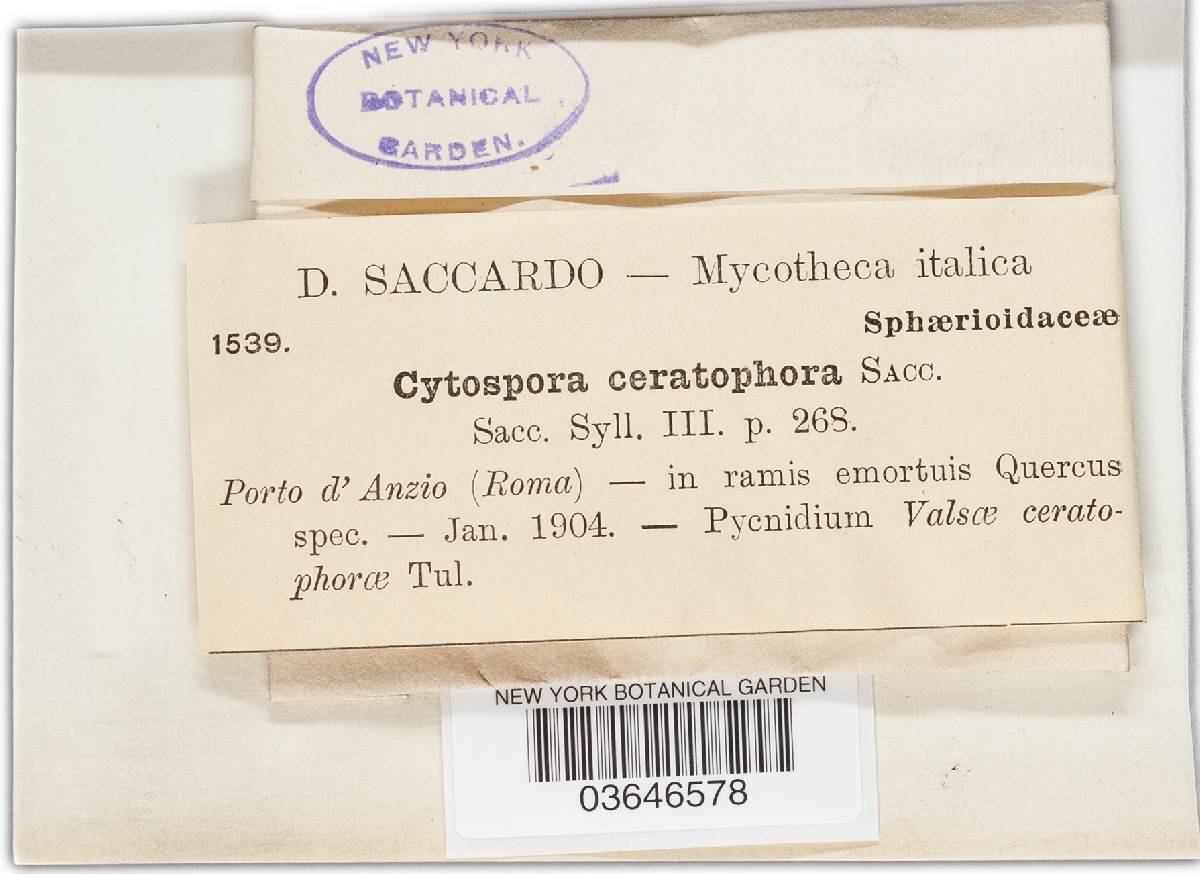 NEW YORK
BOTANICAL
GARDEN.
D. SACCARDO — Mycotheca italica
Sphærioidaceæ
1539.
Cytospora ceratophora SACC.
Sacc. Syll. III. p. 268.
Porto d' Anzio (Roma) — in ramis emortuis Quercus
spec. — Jan. 1904. — Pycnidium Valsæ cerato-
phoræ Tul.
NEW YORK BOTANICAL GARDEN
03646578